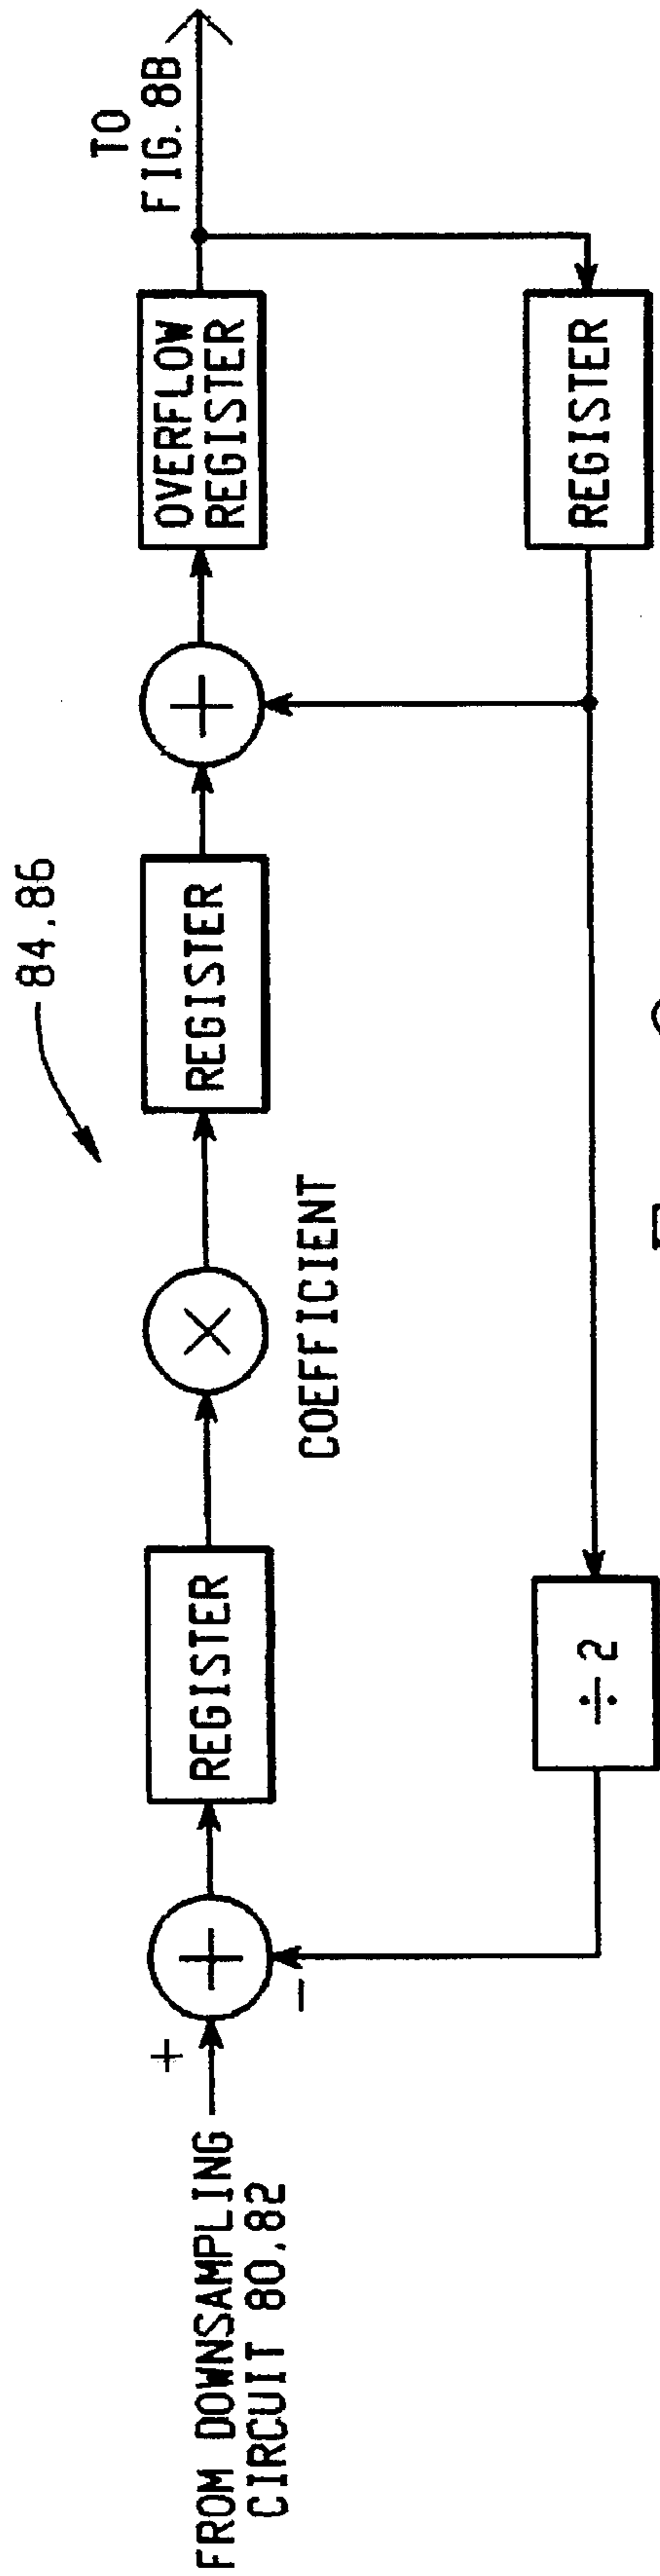 FROM DOWNSAMPLING
CIRCUIT 80,82
+
−
+
REGISTER
×
COEFFICIENT
REGISTER
84,86
+
OVERFLOW
REGISTER
TO
FIG. 8B
REGISTER
÷2